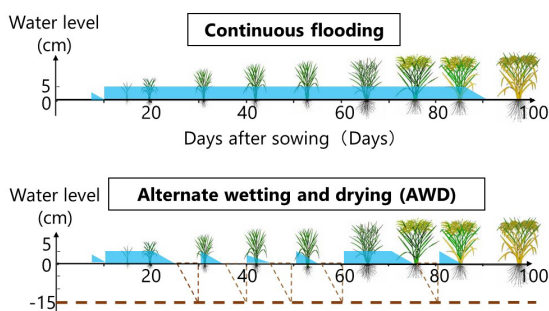 Water level
(cm)
Continuous flooding
5
0
20 40 60 80 100
Days after sowing（Days）
Water level
(cm)
Alternate wetting and drying (AWD)
5
0
20 40 60 80 100
-15